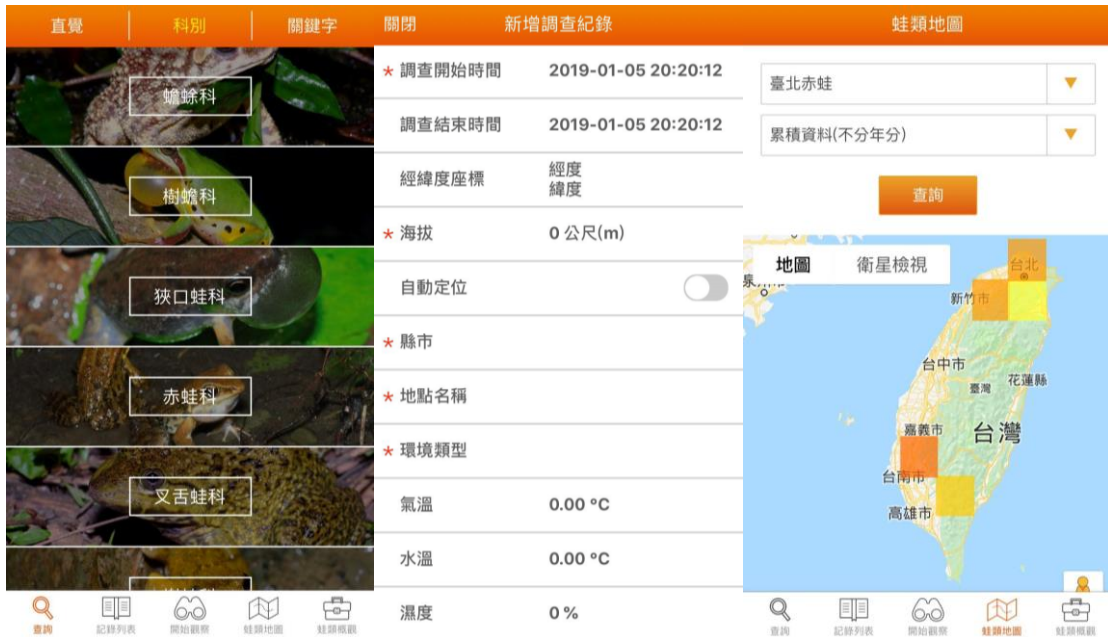 直覺
科別
關鍵字
蟾蜍科
樹蟾科
狹口蛙科
赤蛙科
叉舌蛙科
查詢
記錄列表
開始觀察
蛙類地圖
蛙類概觀
關閉
新增調查紀錄
* 調查開始時間 2019-01-05 20:20:12
調查結束時間 2019-01-05 20:20:12
經緯度座標
經度
緯度
* 海拔 0 公尺(m)
自動定位
* 縣市
* 地點名稱
* 環境類型
氣溫 0.00 °C
水溫 0.00 °C
濕度 0 %
蛙類地圖
臺北赤蛙
累積資料(不分年分)
查詢
地圖
衛星檢視
台北
新竹市
台中市
臺灣
花蓮縣
嘉義市
台灣
台南市
高雄市
查詢
記錄列表
開始觀察
蛙類地圖
蛙類概觀